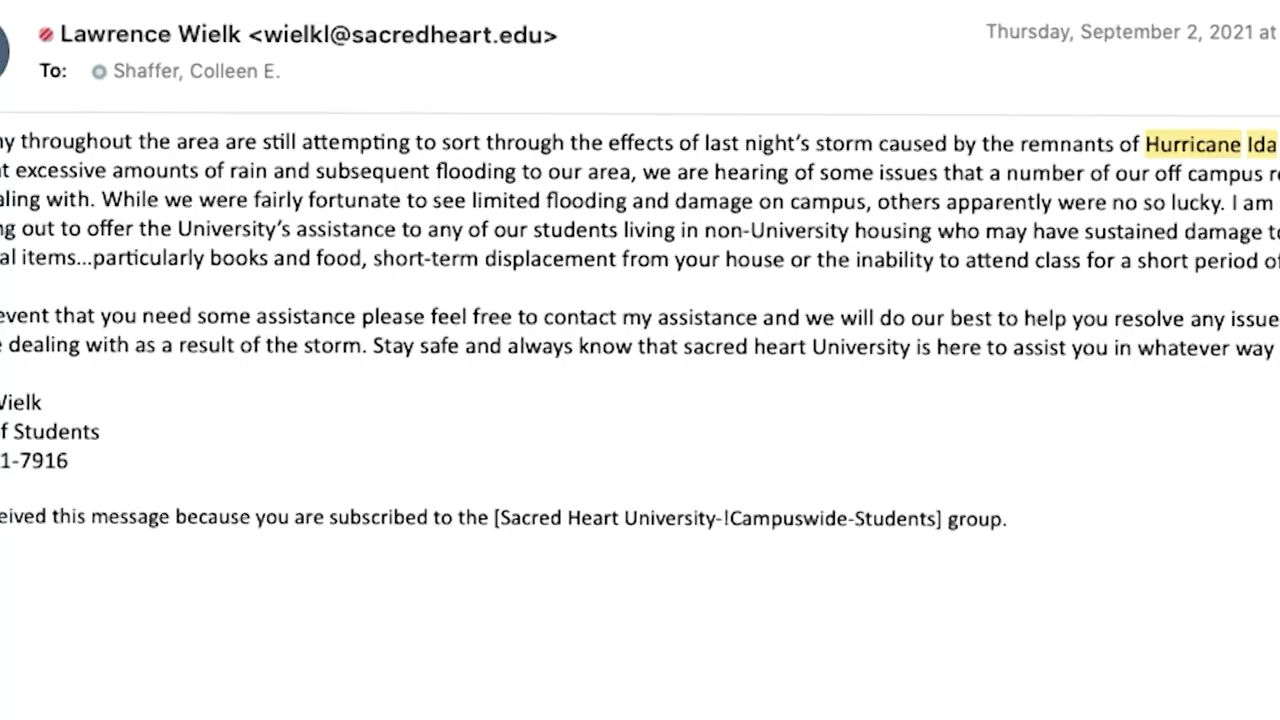 Lawrence Wielk <wielkl@sacredheart.edu>
Thursday, September 2, 2021 at
To: Shaffer, Colleen E.
throughout the area are still attempting to sort through the effects of last night's storm caused by the remnants of Hurricane Ida
excessive amounts of rain and subsequent flooding to our area, we are hearing of some issues that a number of our off campus
with. While we were fairly fortunate to see limited flooding and damage on campus, others apparently were no so lucky. I am
out to offer the University's assistance to any of our students living in non-University housing who may have sustained damage
items...particularly books and food, short-term displacement from your house or the inability to attend class for a short period
event that you need some assistance please feel free to contact my assistance and we will do our best to help you resolve any issue
dealing with as a result of the storm. Stay safe and always know that sacred heart University is here to assist you in whatever way
Wielk
of Students
1-7916
this message because you are subscribed to the [Sacred Heart University-!Campuswide-Students] group.